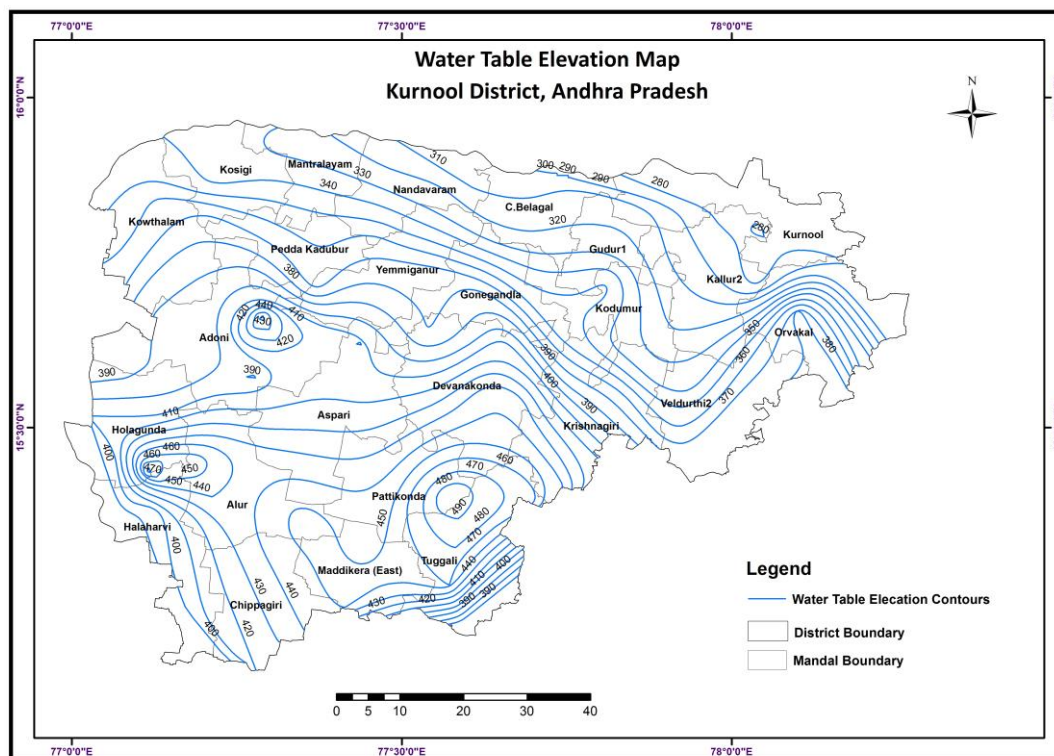 77°0'0"E 77°30'0"E 78°0'0"E
Water Table Elevation Map
Kurnool District, Andhra Pradesh
N
16°0'0"N
310
Kosigi Mantralayam 330 300 290 290 280
340 Nandavaram
C.Belagal
Kowthalam 320 280 Kurnool
Pedda Kadubur Gudur1
380 Yemmiganur Kallur2
Gonegandla
420 440 410 Kodumur
430
Adoni 420 350 Orvakal
390 360 380
390 390
Devanakonda 400 370
410 Aspari 390 Veldurthi2
Holagunda Krishnagiri
15°30'0"N
400 460 460
460 470
470 450 480
450 440 Pattikonda
Alur 490
450 480
Halaharvi 470
400 Tuggali
Maddikera (East) 440 400
410
430 440 430 420 390 390
Chippagiri
400 420
Legend
Water Table Elecation Contours
District Boundary
Mandal Boundary
0 5 10 20 30 40
77°0'0"E 77°30'0"E 78°0'0"E